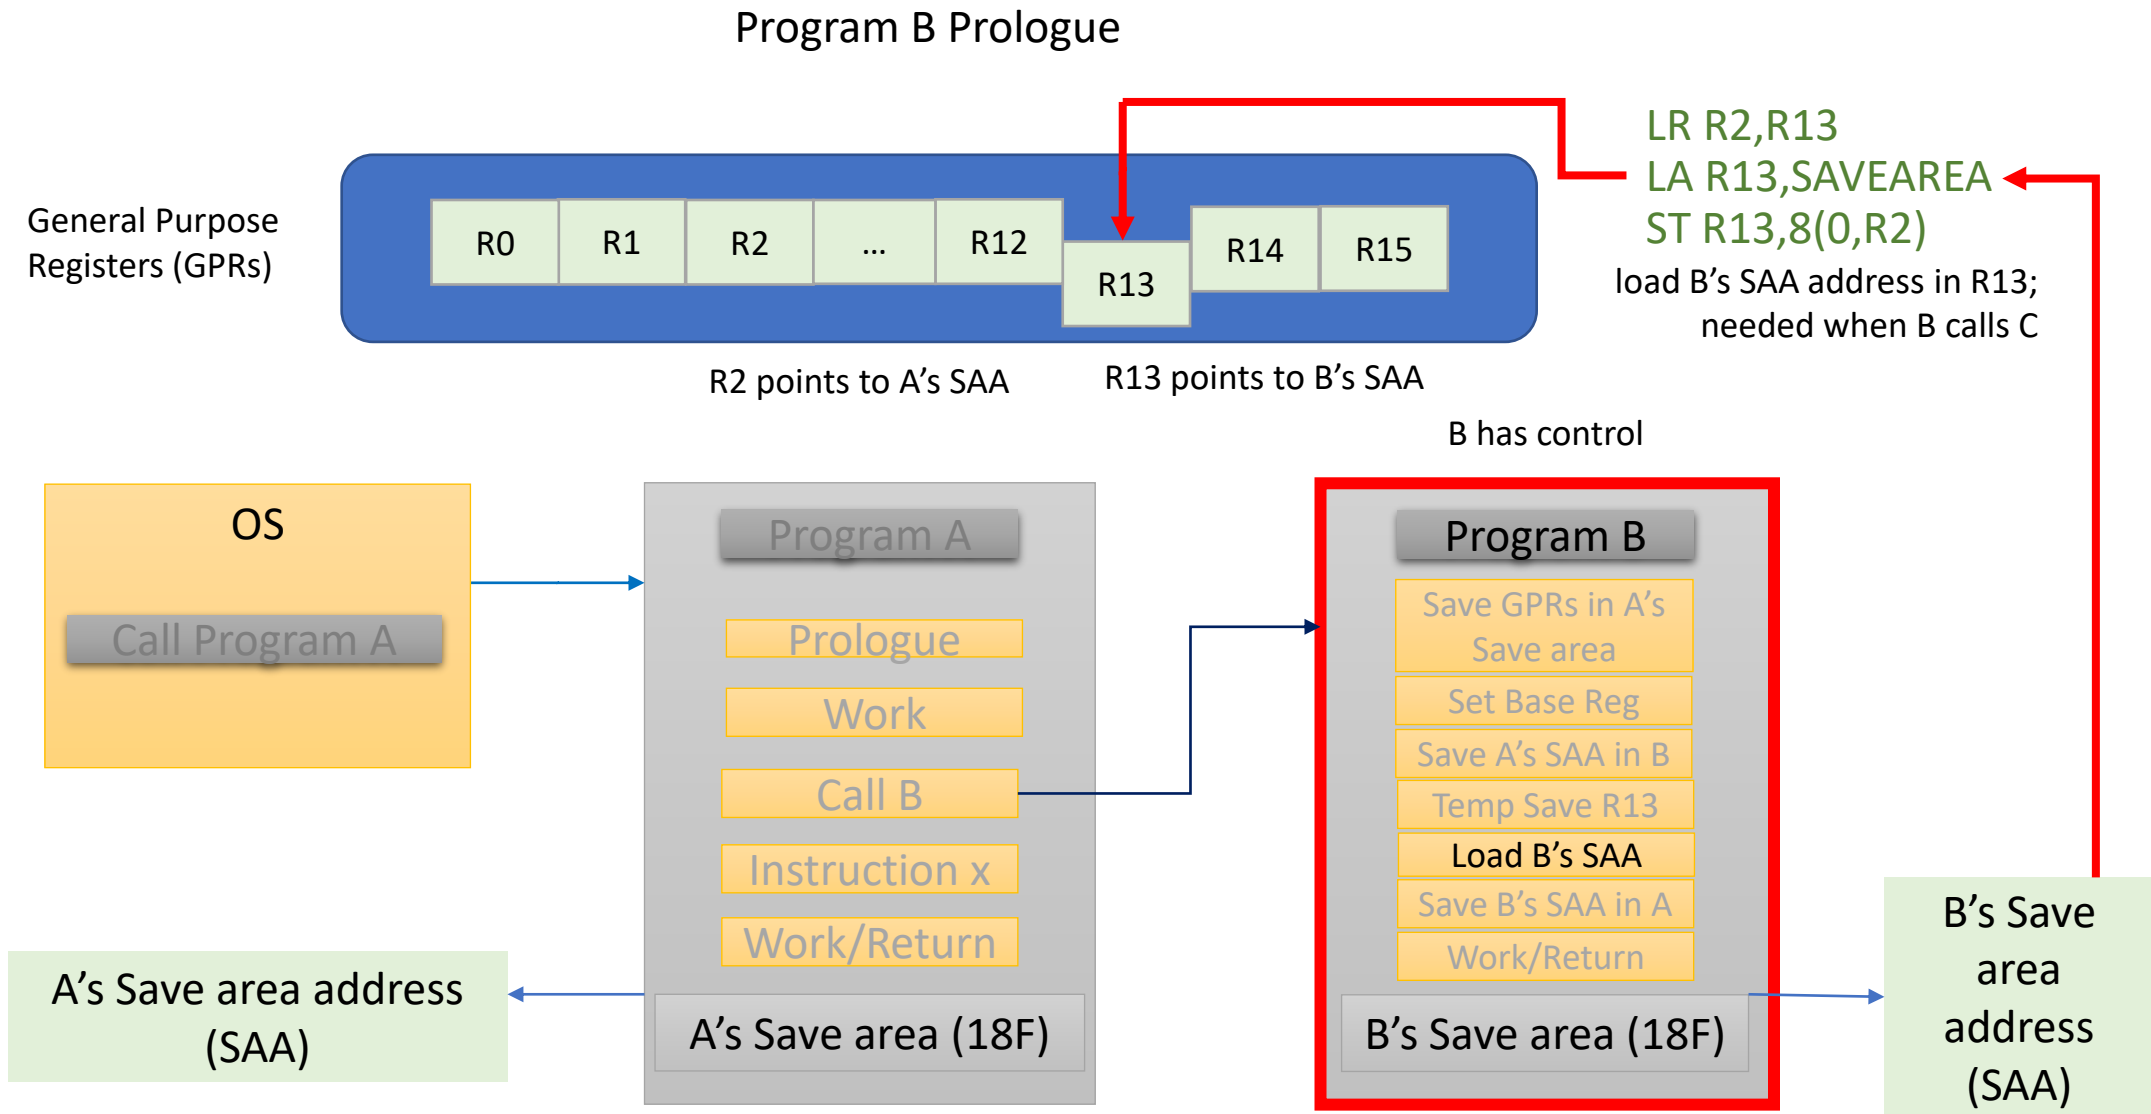 Program B Prologue
LR R2,R13
LA R13,SAVEAREA
ST R13,8(0,R2)
load B’s SAA address in R13;
needed when B calls C
General Purpose
Registers (GPRs)
R0
R1
R2
...
R12
R13
R14
R15
R2 points to A’s SAA
R13 points to B’s SAA
B has control
OS
Call Program A
Program A
Prologue
Work
Call B
Instruction x
Work/Return
A’s Save area (18F)
A’s Save area address
(SAA)
Program B
Save GPRs in A’s
Save area
Set Base Reg
Save A’s SAA in B
Temp Save R13
Load B’s SAA
Save B’s SAA in A
Work/Return
B’s Save area (18F)
B’s Save
area
address
(SAA)